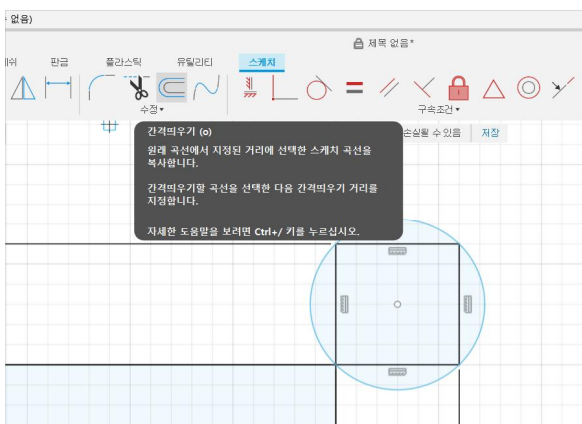 없음)
제목 없음*
판금 플라스틱 유틸리티 스케치
수정▾ 구속조건▾
손실될 수 있음 저장
간격띄우기 (o)
원래 곡선에서 지정된 거리에 선택한 스케치 곡선을
복사합니다.
간격띄우기할 곡선을 선택한 다음 간격띄우기 거리를
지정합니다.
자세한 도움말을 보려면 Ctrl+/ 키를 누르십시오.